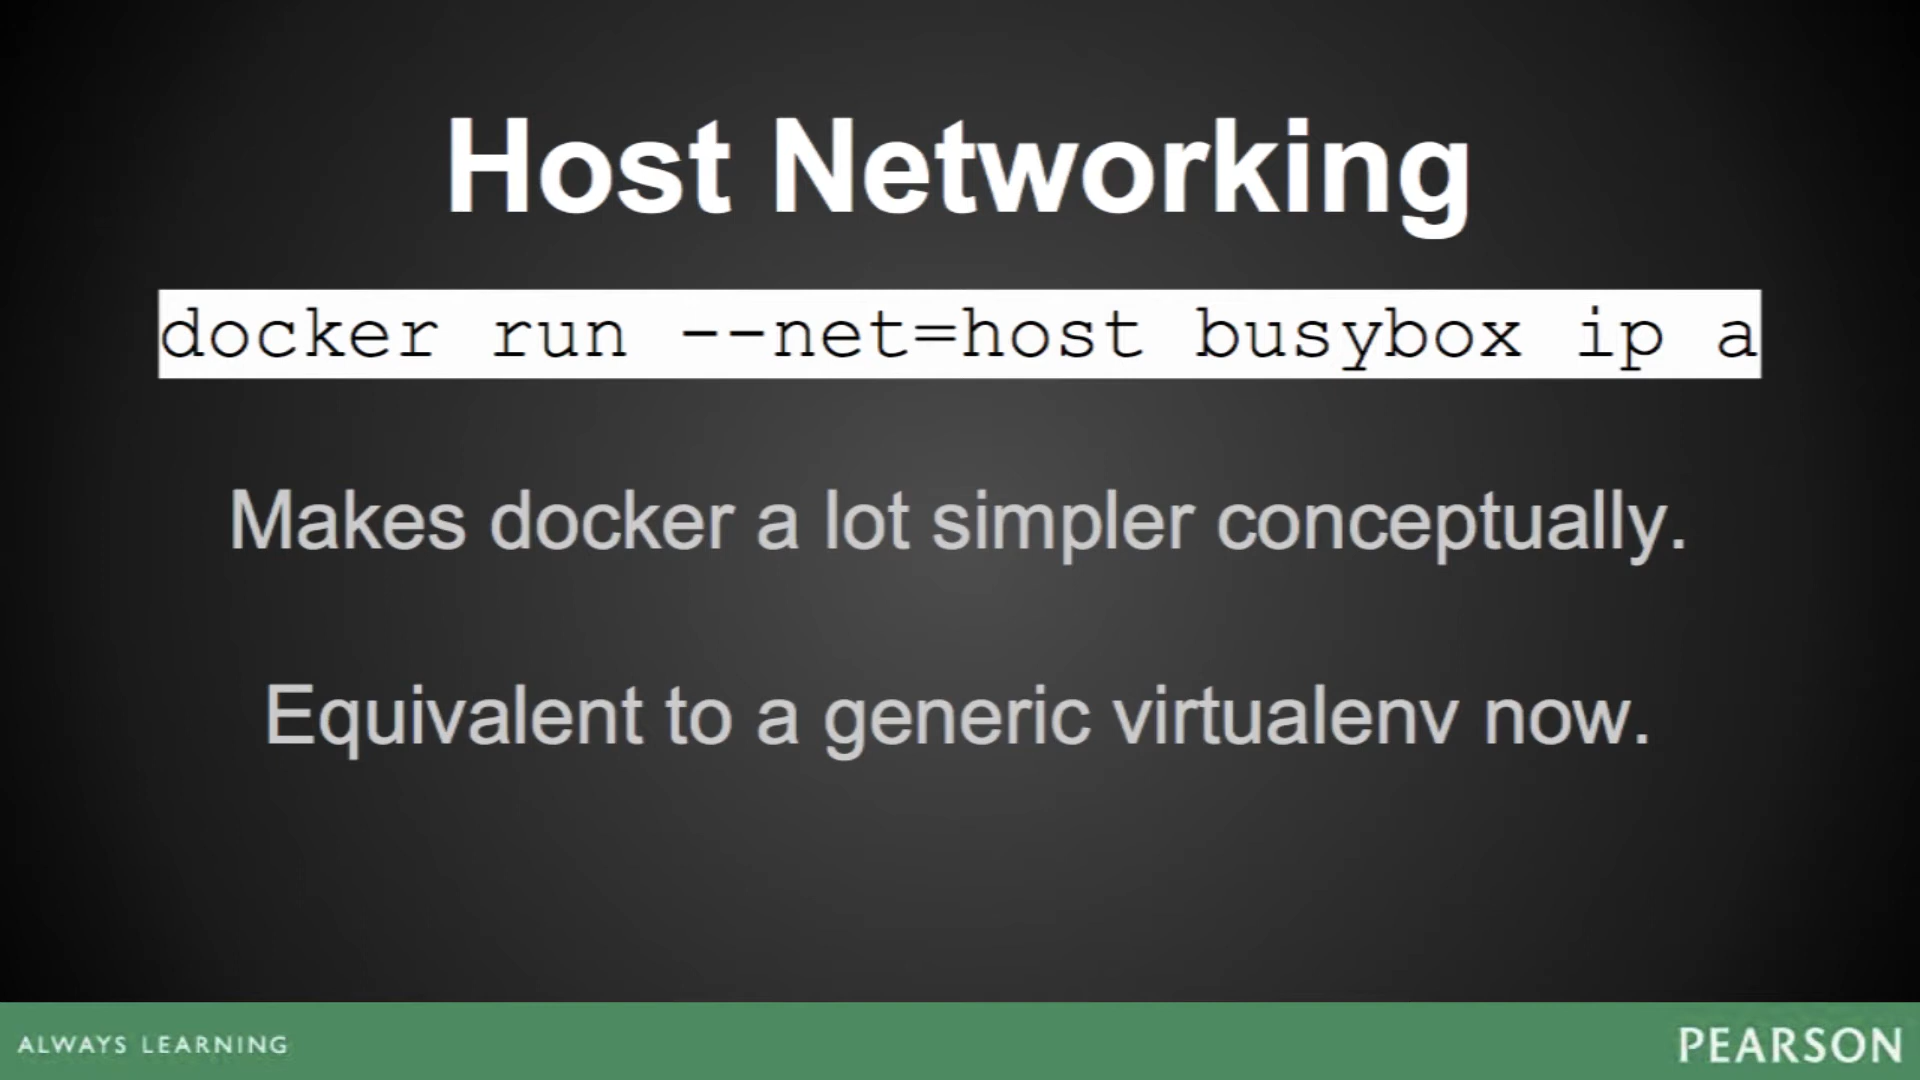 Host Networking
docker run --net=host busybox ip a
Makes docker a lot simpler conceptually.
Equivalent to a generic virtualenv now.
ALWAYS LEARNING
PEARSON